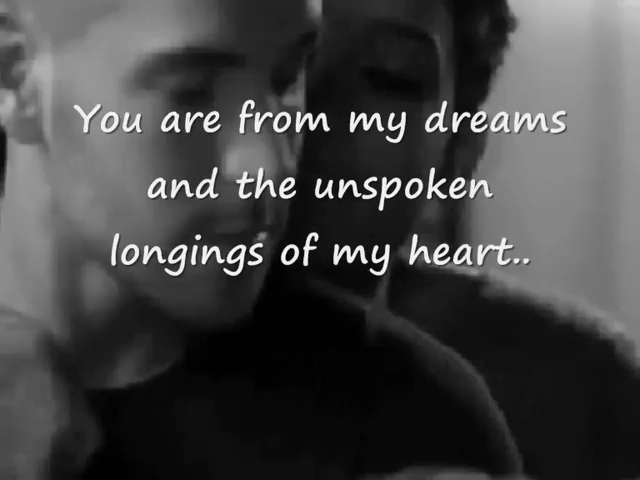 You are from my dreams
and the unspoken
longings of my heart..